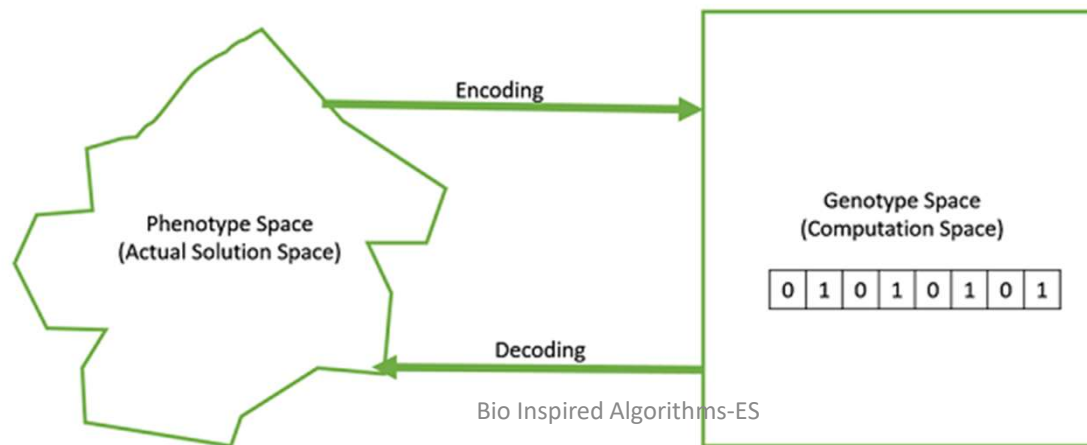 Encoding
Phenotype Space
(Actual Solution Space)
Genotype Space
(Computation Space)
0 1 0 1 0 1 0 1
Decoding
Bio Inspired Algorithms-ES